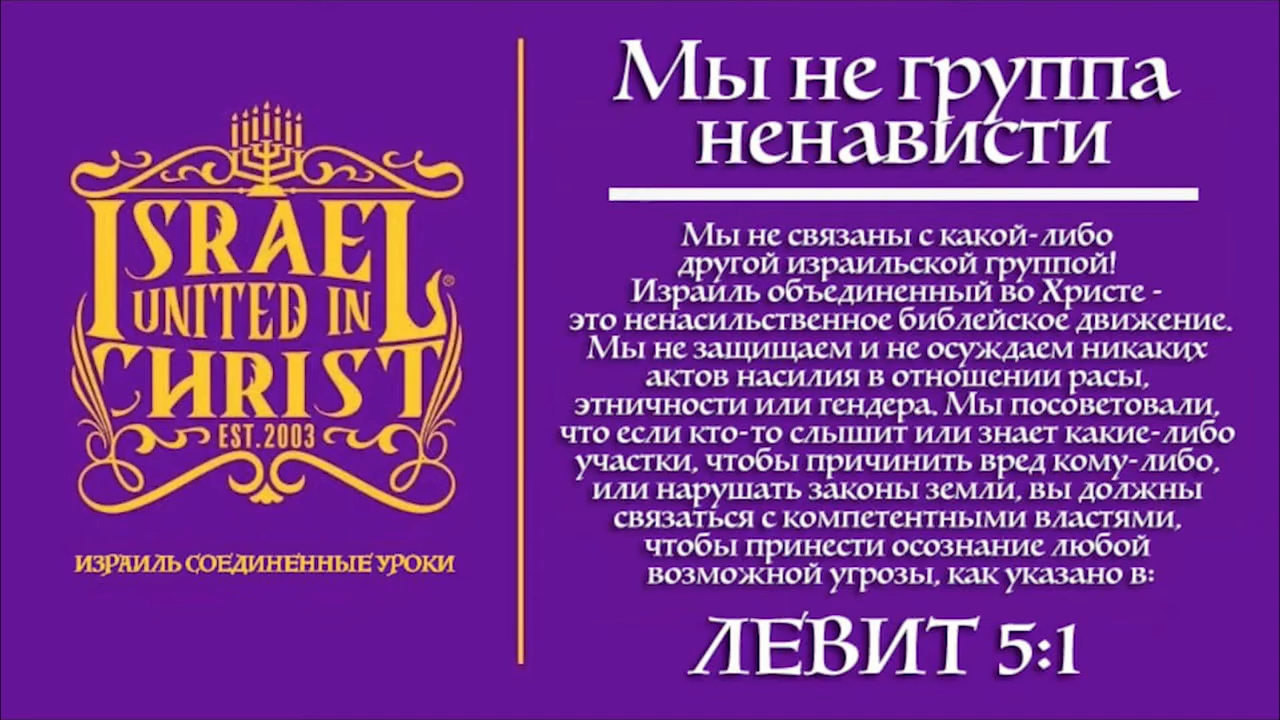 ISRAEL
UNITED IN
CHRIST
EST. 2003
ИЗРАИЛЬ СОЕДИНЕННЫЕ УРОКИ
Мы не группа
ненависти
Мы не связаны с какой-либо
другой израильской группой!
Израиль объединенный во Христе -
это ненасильственное библейское движение.
Мы не защищаем и не осуждаем никаких
актов насилия в отношении расы,
этничности или гендера. Мы посоветовали,
что если кто-то слышит или знает какие-либо
участки, чтобы причинить вред кому-либо,
или нарушать законы земли, вы должны
связаться с компетентными властями,
чтобы принести осознание любой
возможной угрозы, как указано в:
ЛЕВИТ 5:1